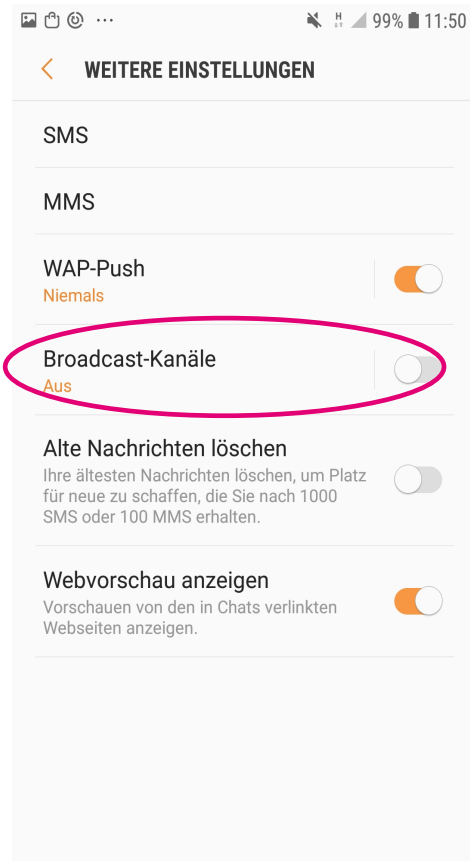 H 99% 11:50
WEITERE EINSTELLUNGEN
SMS
MMS
WAP-Push
Niemals
Broadcast-Kanäle
Aus
Alte Nachrichten löschen
Ihre ältesten Nachrichten löschen, um Platz
für neue zu schaffen, die Sie nach 1000
SMS oder 100 MMS erhalten.
Webvorschau anzeigen
Vorschauen von den in Chats verlinkten
Webseiten anzeigen.